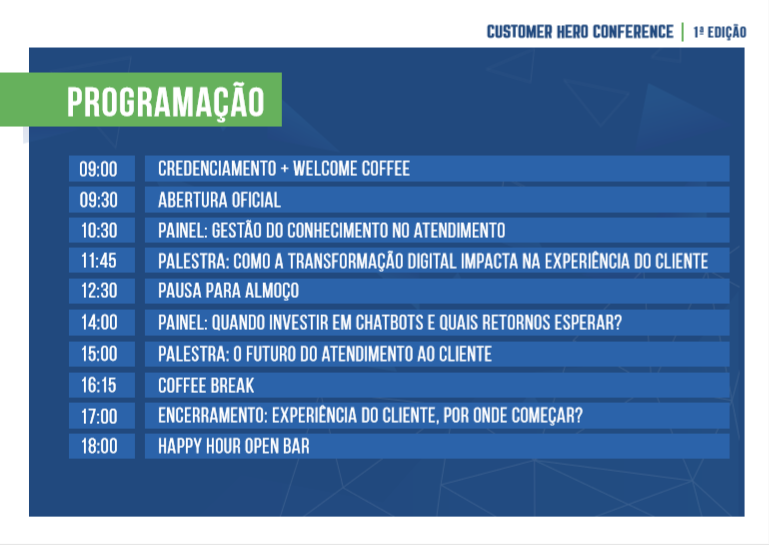 CUSTOMER HERO CONFERENCE | 1ª EDIÇÃO
PROGRAMAÇÃO
09:00 CREDENCIAMENTO + WELCOME COFFEE
09:30 ABERTURA OFICIAL
10:30 PAINEL: GESTÃO DO CONHECIMENTO NO ATENDIMENTO
11:45 PALESTRA: COMO A TRANSFORMAÇÃO DIGITAL IMPACTA NA EXPERIÊNCIA DO CLIENTE
12:30 PAUSA PARA ALMOÇO
14:00 PAINEL: QUANDO INVESTIR EM CHATBOTS E QUAIS RETORNOS ESPERAR?
15:00 PALESTRA: O FUTURO DO ATENDIMENTO AO CLIENTE
16:15 COFFEE BREAK
17:00 ENCERRAMENTO: EXPERIÊNCIA DO CLIENTE, POR ONDE COMEÇAR?
18:00 HAPPY HOUR OPEN BAR